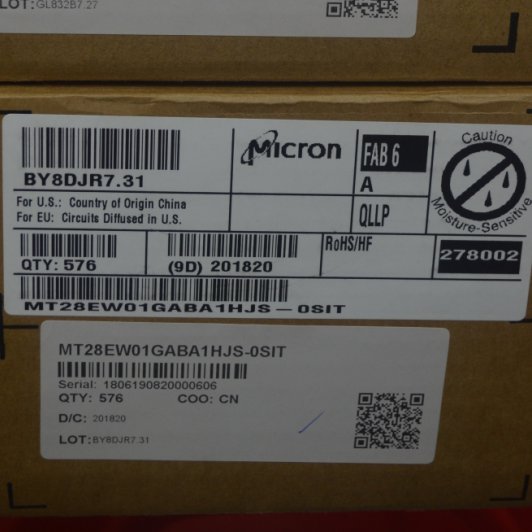 LOT: GL832B7.27
BY8DJR7.31
Micron
FAB 6
A
Caution
Moisture-Sensitive
For U.S.: Country of Origin China
For EU: Circuits Diffused in U.S.
QLLP
QTY: 576
(9D) 201820
RoHS/HF
278002
MT28EW01GABA1HJS-0SIT
MT28EW01GABA1HJS-0SIT
Serial: 1806190820000606
QTY: 576 COO: CN
D/C: 201820
LOT:BY8DJR7.31